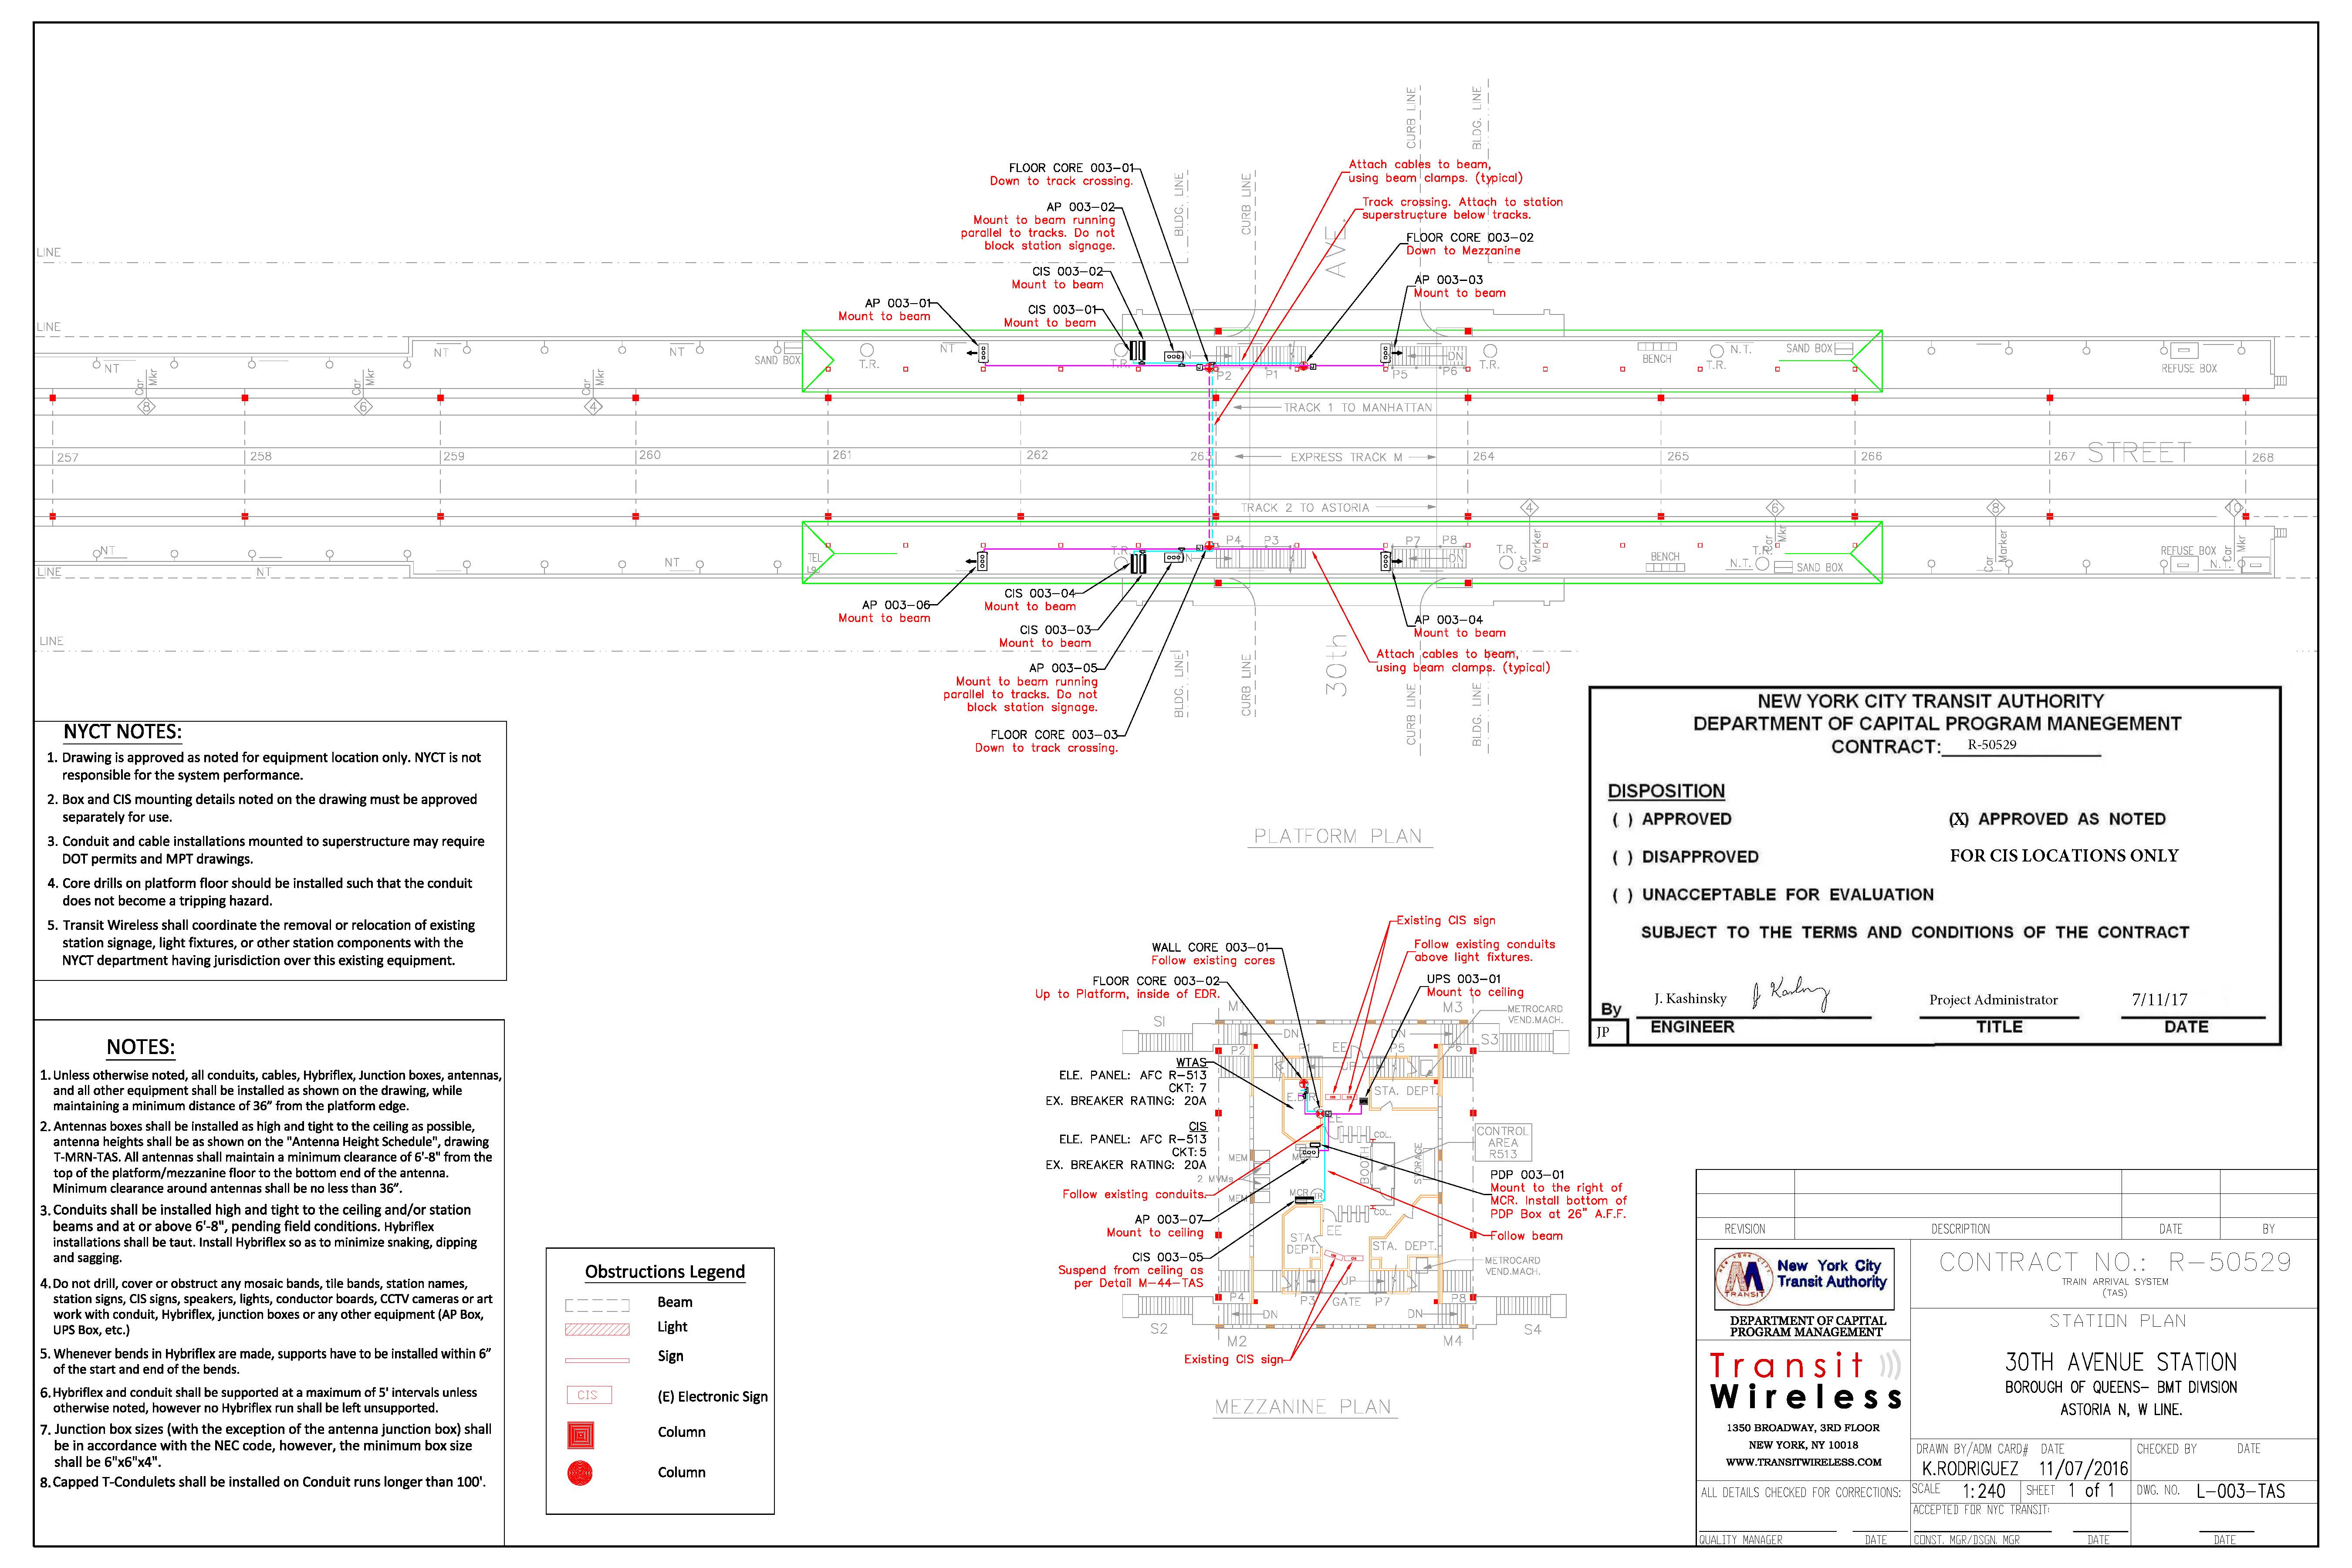 FLOOR CORE 003-01
Down to track crossing.
AP 003-02
Mount to beam running
parallel to tracks. Do not
block station signage.
CIS 003-02
Mount to beam
AP 003-01
Mount to beam
CIS 003-01
Mount to beam
BLDG. LINE
CURB LINE
AVE.
CURB LINE
BLDG. LINE
Attach cables to beam,
using beam clamps. (typical)
Track crossing. Attach to station
superstructure below tracks.
FLOOR CORE 003-02
Down to Mezzanine
AP 003-03
Mount to beam
LINE
LINE
NT
NT
NT
SAND BOX
T.R.
NT
T.R.
DN
P2
P1
P5
P6
DN
T.R.
BENCH
N.T.
T.R.
SAND BOX
REFUSE BOX
Car Mkr
Car Mkr
Car Mkr
8
6
4
TRACK 1 TO MANHATTAN
257
258
259
260
261
262
263
EXPRESS TRACK M
264
265
266
267
STREET
268
TRACK 2 TO ASTORIA
4
6
8
10
Car Marker
Car Mkr
Car Marker
Car Mkr
NT
NT
NT
TEL
T.R.
DN
P4
P3
P7
P8
DN
T.R.
BENCH
T.R.
N.T.
SAND BOX
REFUSE BOX
N.T.
LINE
LINE
AP 003-06
Mount to beam
CIS 003-04
Mount to beam
CIS 003-03
Mount to beam
AP 003-05
Mount to beam running
parallel to tracks. Do not
block station signage.
FLOOR CORE 003-03
Down to track crossing.
BLDG. LINE
CURB LINE
30th
CURB LINE
BLDG. LINE
AP 003-04
Mount to beam
Attach cables to beam,
using beam clamps. (typical)
PLATFORM PLAN
NYCT NOTES:
1. Drawing is approved as noted for equipment location only. NYCT is not
responsible for the system performance.
2. Box and CIS mounting details noted on the drawing must be approved
separately for use.
3. Conduit and cable installations mounted to superstructure may require
DOT permits and MPT drawings.
4. Core drills on platform floor should be installed such that the conduit
does not become a tripping hazard.
5. Transit Wireless shall coordinate the removal or relocation of existing
station signage, light fixtures, or other station components with the
NYCT department having jurisdiction over this existing equipment.
NOTES:
1. Unless otherwise noted, all conduits, cables, Hybriflex, Junction boxes, antennas,
and all other equipment shall be installed as shown on the drawing, while
maintaining a minimum distance of 36” from the platform edge.
2. Antennas boxes shall be installed as high and tight to the ceiling as possible,
antenna heights shall be as shown on the "Antenna Height Schedule", drawing
T-MRN-TAS. All antennas shall maintain a minimum clearance of 6'-8" from the
top of the platform/mezzanine floor to the bottom end of the antenna.
Minimum clearance around antennas shall be no less than 36”.
3. Conduits shall be installed high and tight to the ceiling and/or station
beams and at or above 6'-8", pending field conditions. Hybriflex
installations shall be taut. Install Hybriflex so as to minimize snaking, dipping
and sagging.
4. Do not drill, cover or obstruct any mosaic bands, tile bands, station names,
station signs, CIS signs, speakers, lights, conductor boards, CCTV cameras or art
work with conduit, Hybriflex, junction boxes or any other equipment (AP Box,
UPS Box, etc.)
5. Whenever bends in Hybriflex are made, supports have to be installed within 6”
of the start and end of the bends.
6. Hybriflex and conduit shall be supported at a maximum of 5' intervals unless
otherwise noted, however no Hybriflex run shall be left unsupported.
7. Junction box sizes (with the exception of the antenna junction box) shall
be in accordance with the NEC code, however, the minimum box size
shall be 6"x6"x4".
8. Capped T-Condulets shall be installed on Conduit runs longer than 100'.
Obstructions Legend
Beam
Light
Sign
CIS
(E) Electronic Sign
Column
Column
Existing CIS sign
WALL CORE 003-01
Follow existing cores
Follow existing conduits
above light fixtures.
FLOOR CORE 003-02
Up to Platform, inside of EDR.
UPS 003-01
Mount to ceiling
METROCARD
VEND.MACH.
M1
M3
S1
S3
DN
DN
P2
P1
EE
P5
P6
UP
WTAS
ELE. PANEL: AFC R-513
CKT: 7
EX. BREAKER RATING: 20A
CIS
ELE. PANEL: AFC R-513
CKT: 5
EX. BREAKER RATING: 20A
E.D.R.
STA. DEPT.
EE
COL.
CONTROL
AREA
R513
BOOTH
STORAGE
MEM
2 MVMs
MEM
MCR
TR
COL.
Follow existing conduits.
PDP 003-01
Mount to the right of
MCR. Install bottom of
PDP Box at 26” A.F.F.
AP 003-07
Mount to ceiling
Follow beam
CIS 003-05
Suspend from ceiling as
per Detail M-44-TAS
STA.
DEPT.
EE
STA. DEPT.
METROCARD
VEND.MACH.
UP
P4
P3
GATE
P7
P8
DN
DN
S2
S4
M2
M4
Existing CIS sign
MEZZANINE PLAN
NEW YORK CITY TRANSIT AUTHORITY
DEPARTMENT OF CAPITAL PROGRAM MANEGEMENT
CONTRACT: R-50529
DISPOSITION
( ) APPROVED
(X) APPROVED AS NOTED
( ) DISAPPROVED
FOR CIS LOCATIONS ONLY
( ) UNACCEPTABLE FOR EVALUATION
SUBJECT TO THE TERMS AND CONDITIONS OF THE CONTRACT
By J. Kashinsky
Project Administrator
7/11/17
JP
ENGINEER
TITLE
DATE
REVISION
DESCRIPTION
DATE
BY
New York City
Transit Authority
DEPARTMENT OF CAPITAL
PROGRAM MANAGEMENT
Transit
Wireless
1350 BROADWAY, 3RD FLOOR
NEW YORK, NY 10018
WWW.TRANSITWIRELESS.COM
ALL DETAILS CHECKED FOR CORRECTIONS:
QUALITY MANAGER
DATE
CONTRACT NO.: R-50529
TRAIN ARRIVAL SYSTEM
(TAS)
STATION PLAN
30TH AVENUE STATION
BOROUGH OF QUEENS- BMT DIVISION
ASTORIA N, W LINE.
DRAWN BY/ADM CARD# DATE
K.RODRIGUEZ 11/07/2016
CHECKED BY DATE
SCALE 1:240
SHEET 1 of 1
DWG. NO. L-003-TAS
ACCEPTED FOR NYC TRANSIT:
CONST. MGR/DSGN. MGR
DATE
DATE